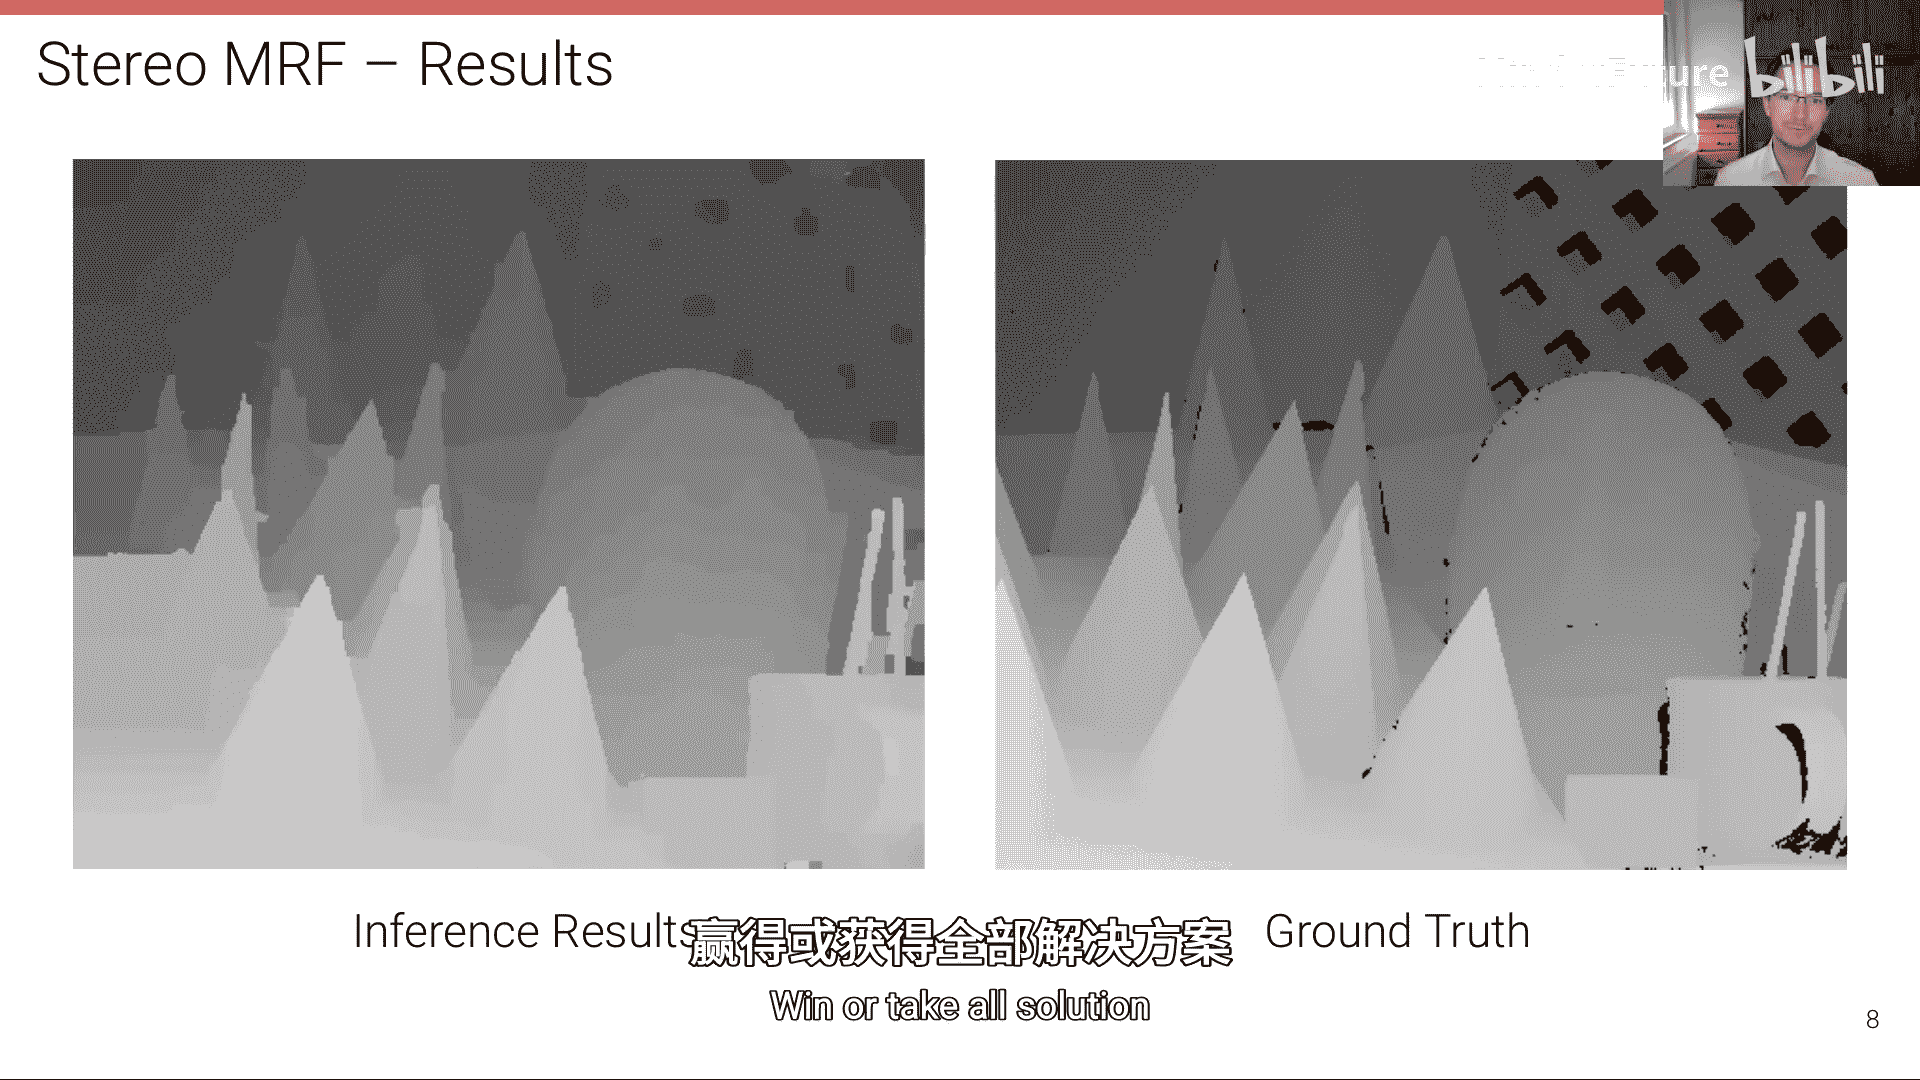 Stereo MRF – Results
bilibili
Inference Results
Ground Truth
赢得或获得全部解决方案
Win or take all solution
8